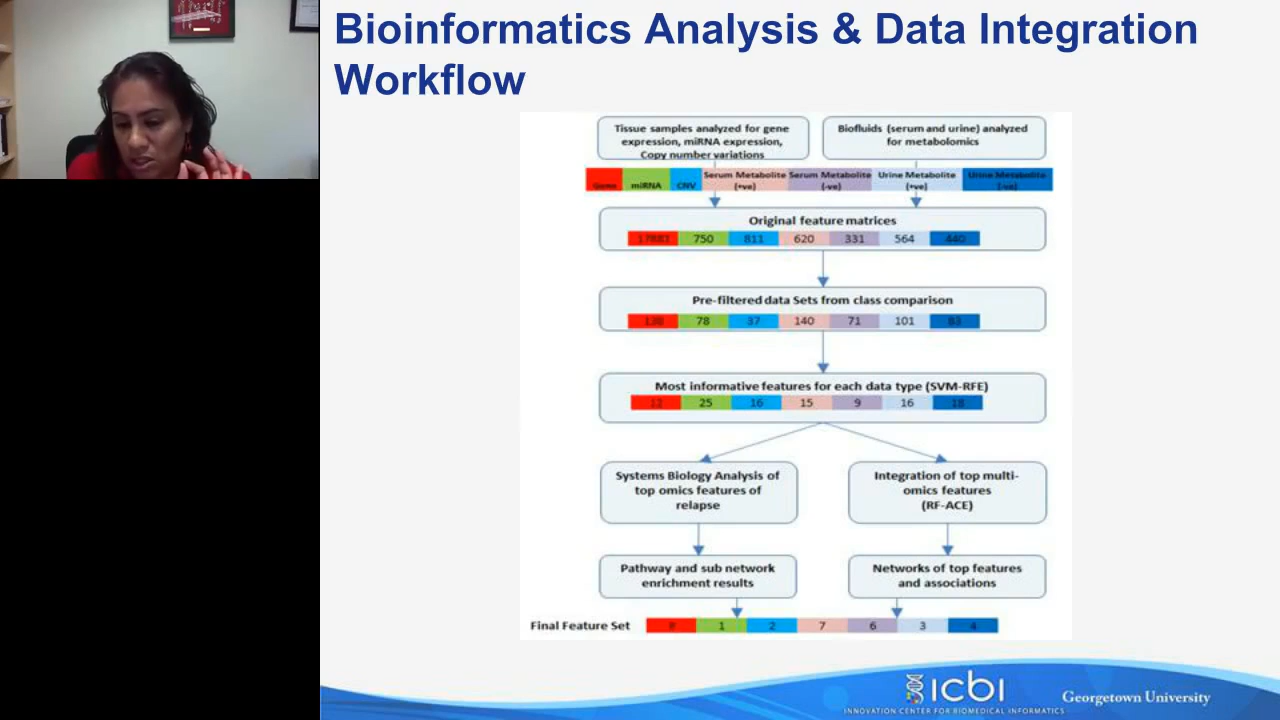 Bioinformatics Analysis & Data Integration
Workflow
Tissue samples analyzed for gene
expression, miRNA expression,
Copy number variations
Biofluids (serum and urine) analyzed
for metabolomics
Gene miRNA CNV Serum Metabolite (+ve) Serum Metabolite (-ve) Urine Metabolite (+ve) Urine Metabolite (-ve)
Original feature matrices
750 811 620 331 564 440
Pre-filtered data Sets from class comparison
138 78 37 140 71 101 83
Most informative features for each data type (SVM-RFE)
12 25 16 15 9 16 18
Systems Biology Analysis of
top omics features of
relapse
Integration of top multi-
omics features
(RF-ACE)
Pathway and sub network
enrichment results
Networks of top features
and associations
Final Feature Set 1 2 7 6 3 4
icbi
INNOVATION CENTER FOR BIOMEDICAL INFORMATICS
Georgetown University